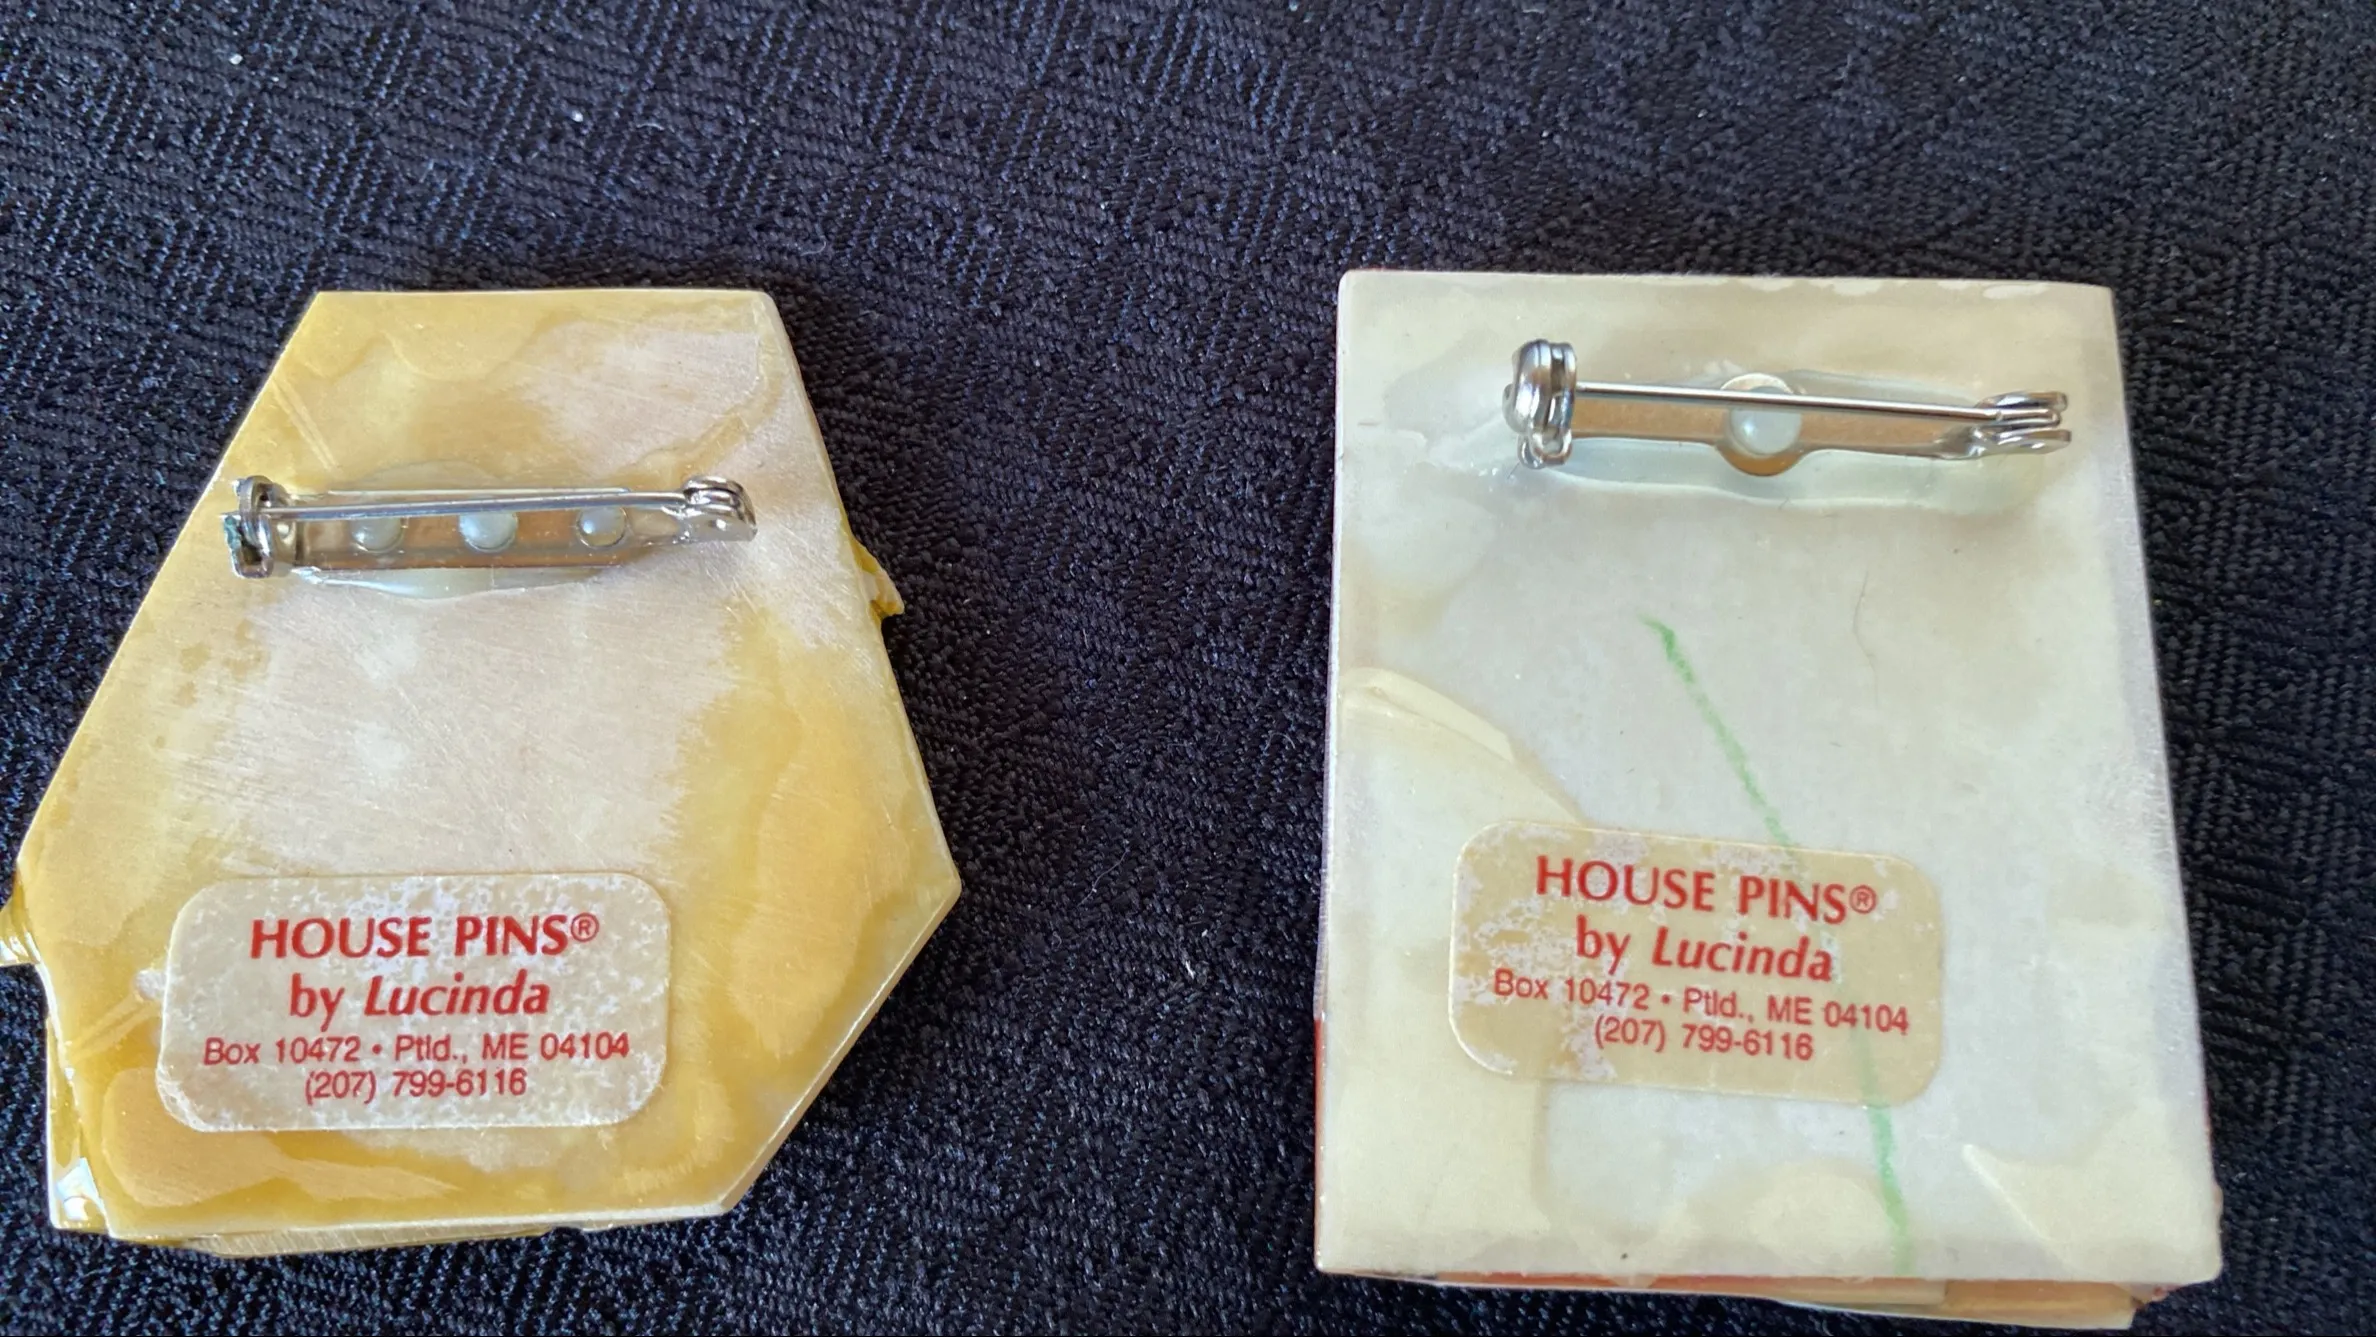 HOUSE PINS®
by Lucinda
Box 10472 • Ptld., ME 04104
(207) 799-6116
HOUSE PINS®
by Lucinda
Box 10472 • Ptld., ME 04104
(207) 799-6116